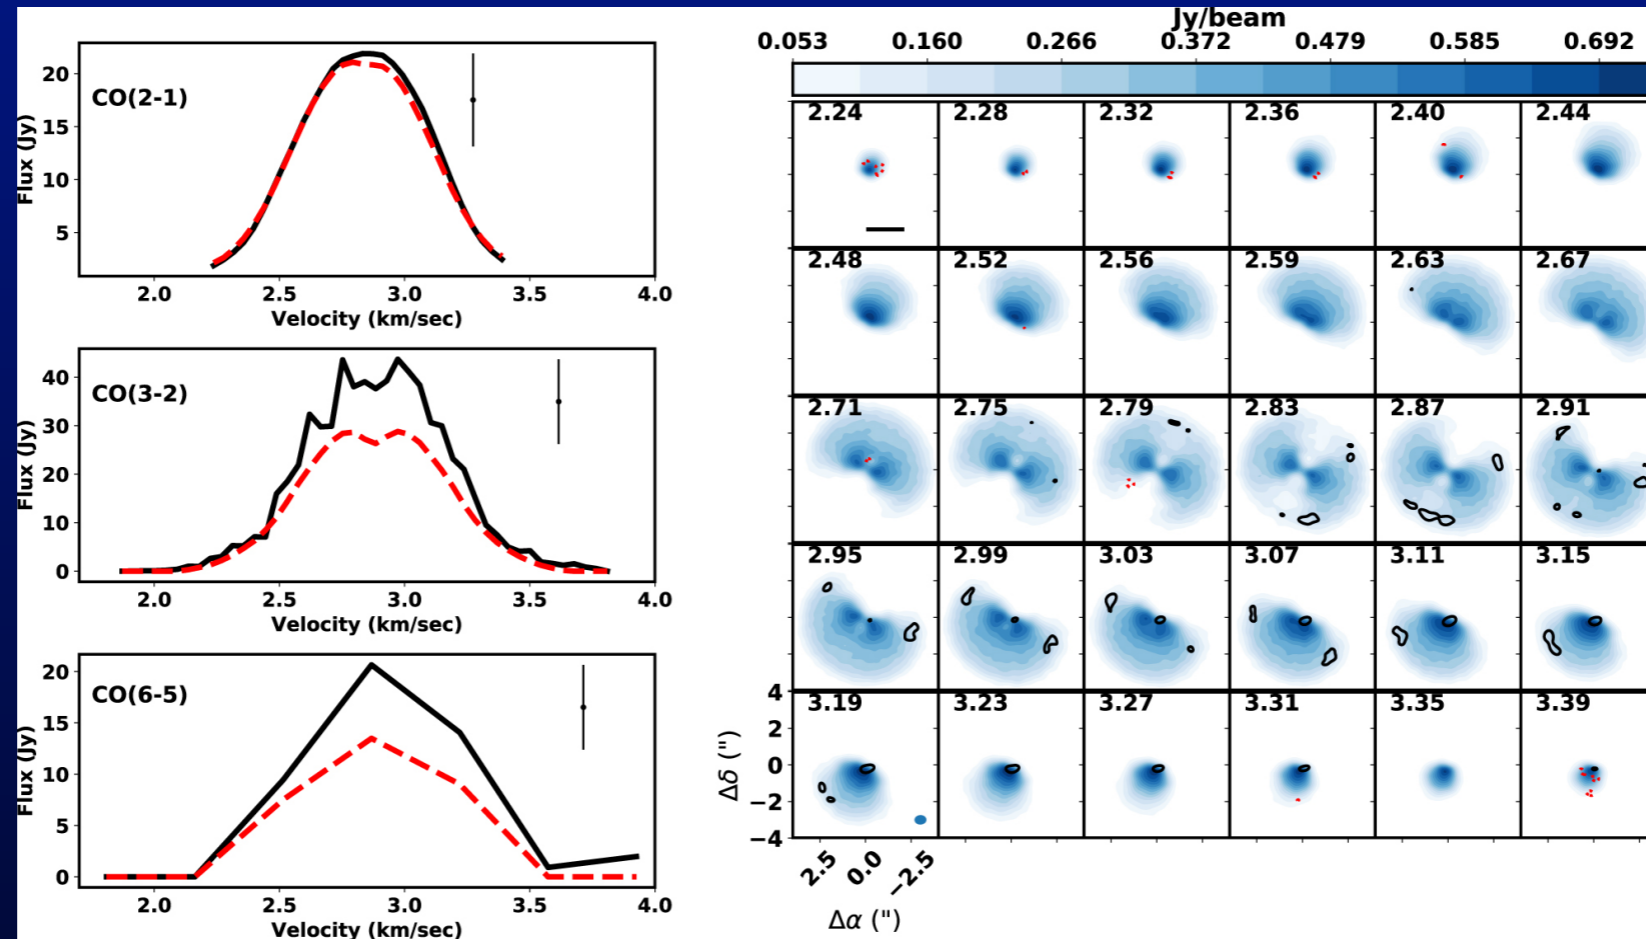 CO(2-1)
20
15
10
5
Flux (Jy)
2.0 2.5 3.0 3.5 4.0
Velocity (km/sec)
CO(3-2)
40
30
20
10
0
Flux (Jy)
2.0 2.5 3.0 3.5 4.0
Velocity (km/sec)
CO(6-5)
20
15
10
5
0
Flux (Jy)
2.0 2.5 3.0 3.5 4.0
Velocity (km/sec)
Jy/beam
0.053 0.160 0.266 0.372 0.479 0.585 0.692
2.24 2.28 2.32 2.36 2.40 2.44
2.48 2.52 2.56 2.59 2.63 2.67
2.71 2.75 2.79 2.83 2.87 2.91
2.95 2.99 3.03 3.07 3.11 3.15
3.19 3.23 3.27 3.31 3.35 3.39
4
2
0
−2
−4
Δδ (")
2.5 0.0 −2.5
Δα (")